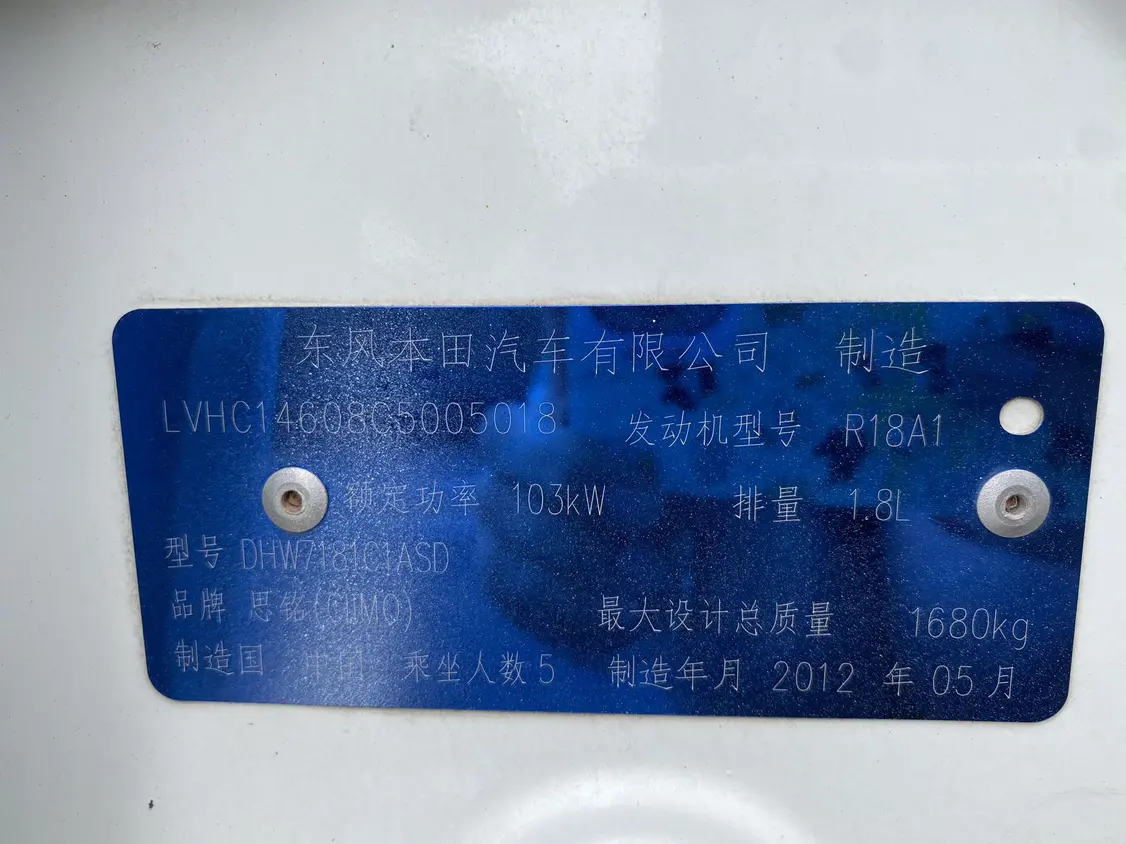 东风本田汽车有限公司 制造
LVHC14608C5005018 发动机型号 R18A1
额定功率 103kW 排量 1.8L
型号 DHW7181C1ASD
品牌 思铭(CIIMO) 最大设计总质量 1680kg
制造国 中国 乘坐人数 5 制造年月 2012 年 05 月